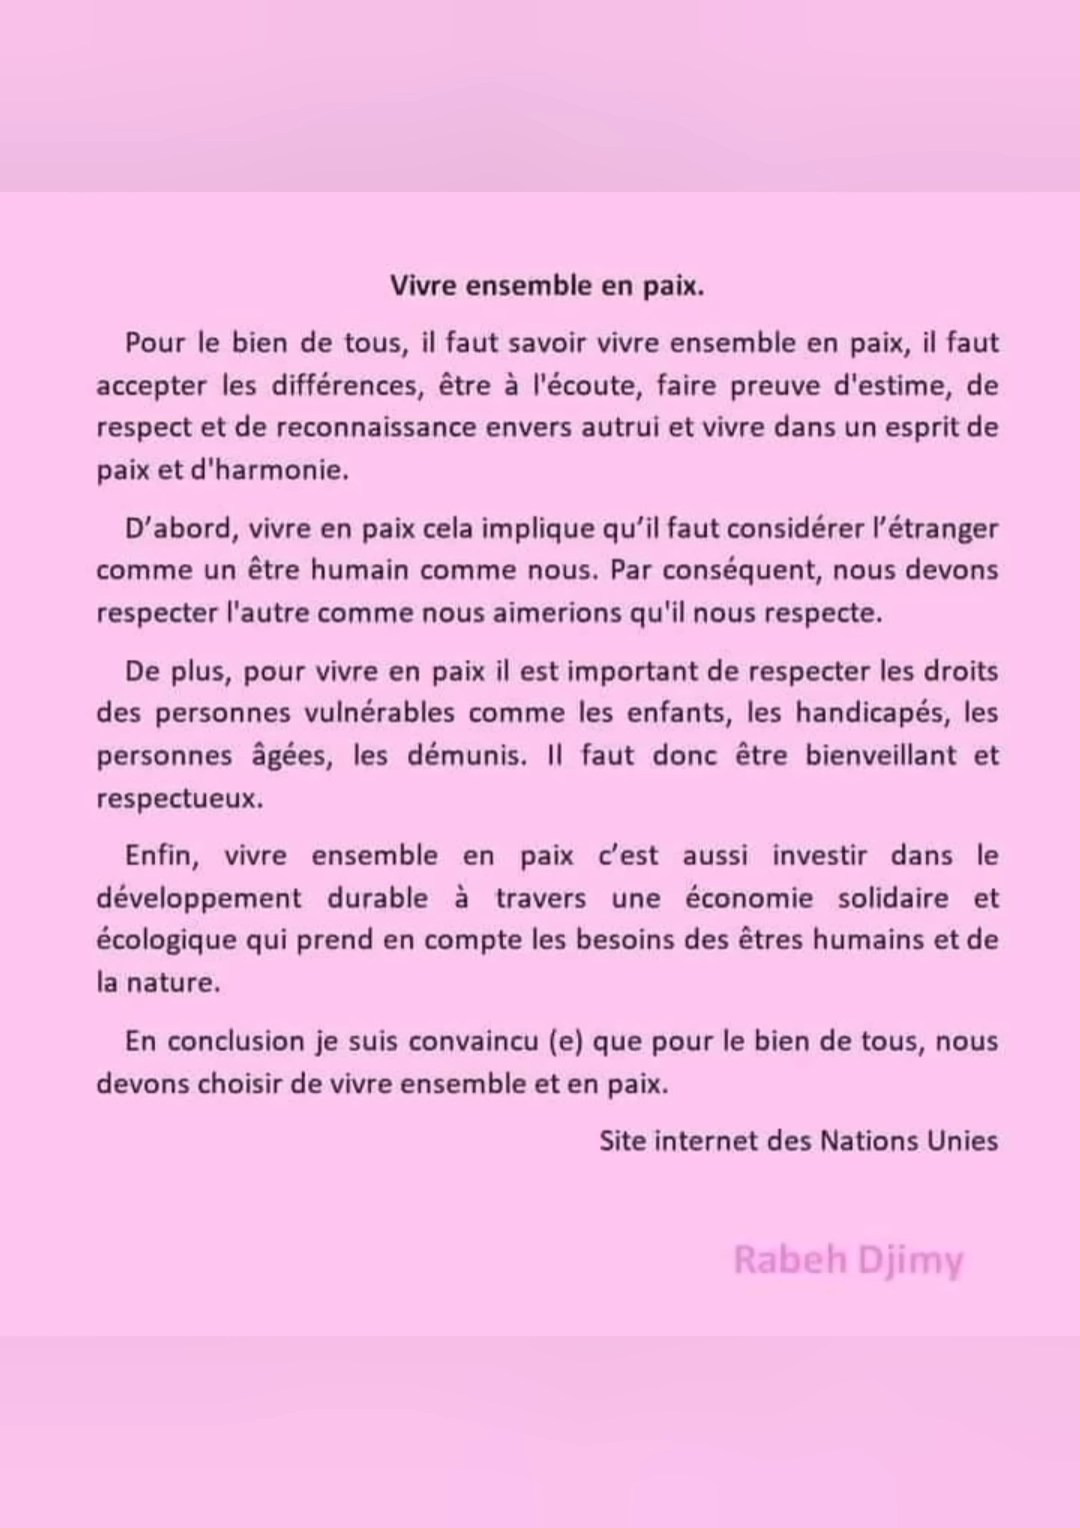 Vivre ensemble en paix.
Pour le bien de tous, il faut savoir vivre ensemble en paix, il faut
accepter les différences, être à l'écoute, faire preuve d'estime, de
respect et de reconnaissance envers autrui et vivre dans un esprit de
paix et d'harmonie.
D’abord, vivre en paix cela implique qu’il faut considérer l’étranger
comme un être humain comme nous. Par conséquent, nous devons
respecter l'autre comme nous aimerions qu'il nous respecte.
De plus, pour vivre en paix il est important de respecter les droits
des personnes vulnérables comme les enfants, les handicapés, les
personnes âgées, les démunis. Il faut donc être bienveillant et
respectueux.
Enfin, vivre ensemble en paix c’est aussi investir dans le
développement durable à travers une économie solidaire et
écologique qui prend en compte les besoins des êtres humains et de
la nature.
En conclusion je suis convaincu (e) que pour le bien de tous, nous
devons choisir de vivre ensemble et en paix.
Site internet des Nations Unies
Rabeh Djimy